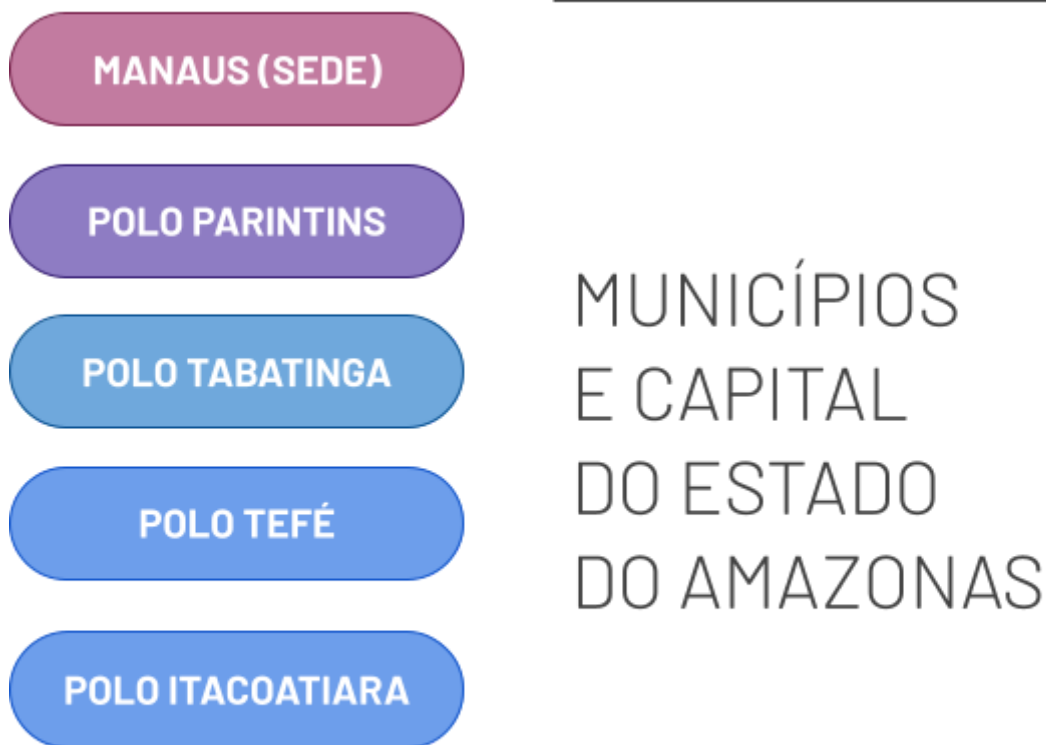 MANAUS (SEDE)
POLO PARINTINS
POLO TABATINGA
POLO TEFÉ
POLO ITACOATIARA
MUNICÍPIOS
E CAPITAL
DO ESTADO
DO AMAZONAS